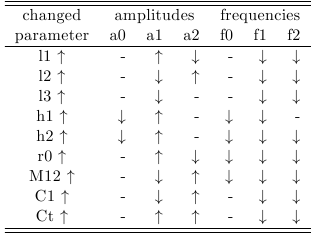 changed amplitudes frequencies
parameter a0 a1 a2 f0 f1 f2
l1 ↑ - ↑ ↓ - ↓ ↓
l2 ↑ - ↓ ↑ - ↓ ↓
l3 ↑ - ↓ - - ↓ ↓
h1 ↑ ↓ ↑ - ↓ ↓ -
h2 ↑ ↓ ↑ - ↓ ↓ ↓
r0 ↑ - ↑ ↓ ↓ ↓ ↓
M12 ↑ - ↓ ↑ ↓ ↓ ↓
C1 ↑ - ↓ ↑ - ↓ ↓
Ct ↑ - ↑ ↑ - ↓ ↓